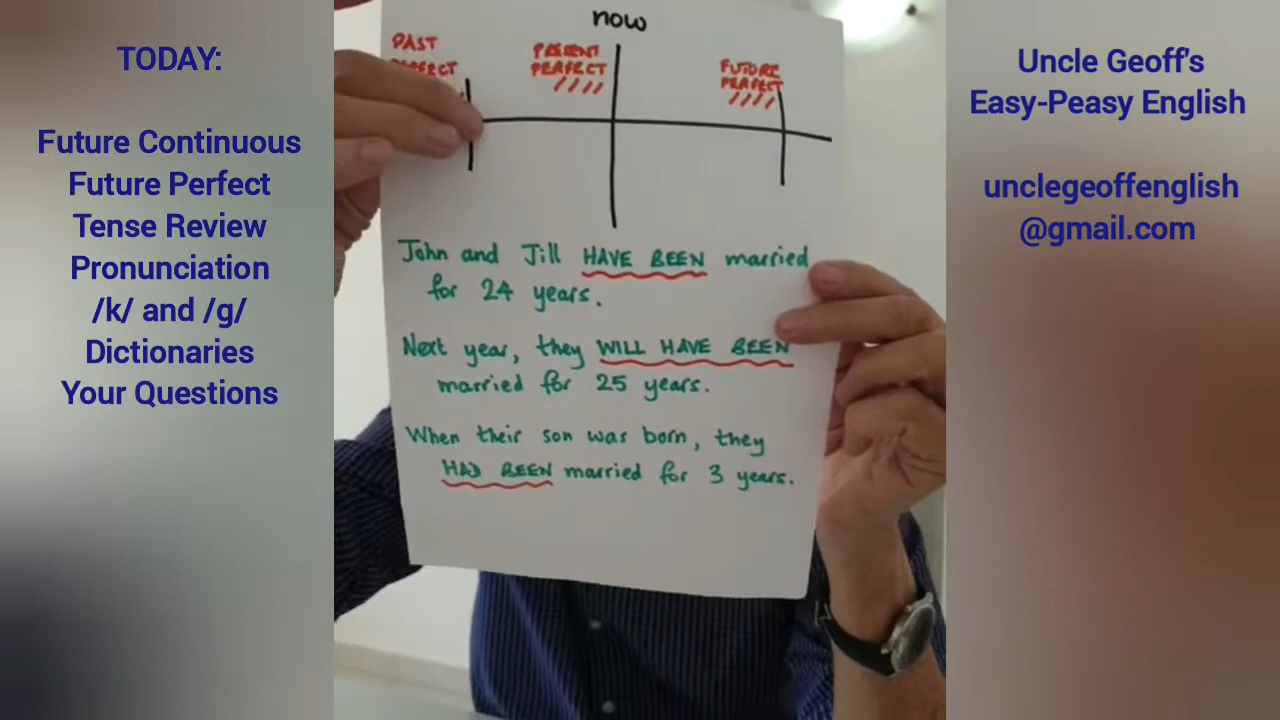 TODAY:
Future Continuous
Future Perfect
Tense Review
Pronunciation
/k/ and /g/
Dictionaries
Your Questions
now
PAST
PRESENT
PERFECT
FUTURE
PERFECT
John and Jill HAVE BEEN married
for 24 years.
Next year, they WILL HAVE BEEN
married for 25 years.
When their son was born, they
HAD BEEN married for 3 years.
Uncle Geoff's
Easy-Peasy English
unclegeoffenglish
@gmail.com